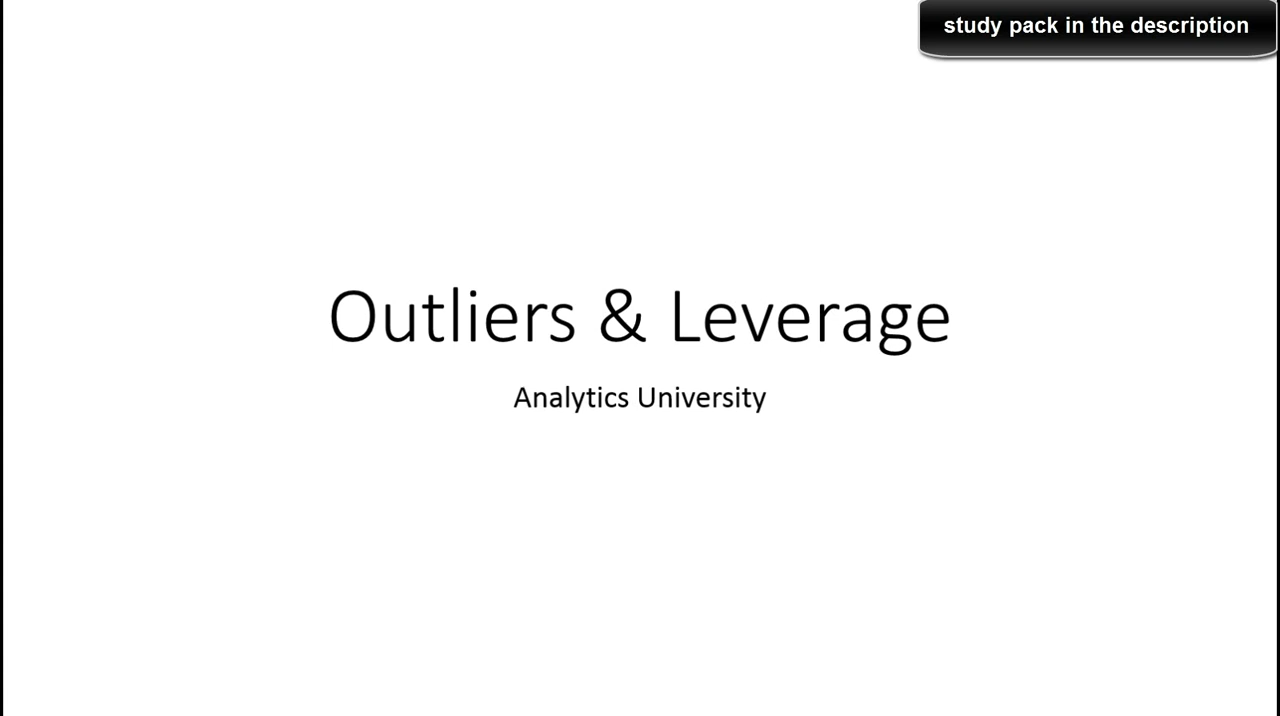 study pack in the description
Outliers & Leverage
Analytics University